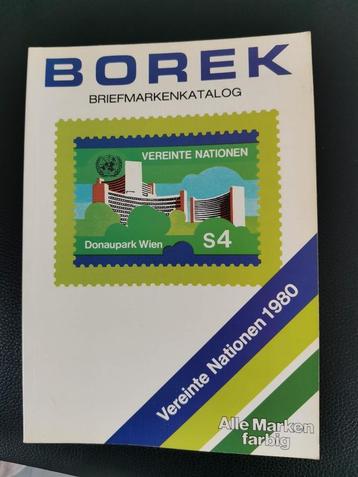 BOREK
BRIEFMARKENKATALOG
VEREINTE NATIONEN
Donaupark Wien
S4
Vereinte Nationen 1980
Alle Marken
farbig